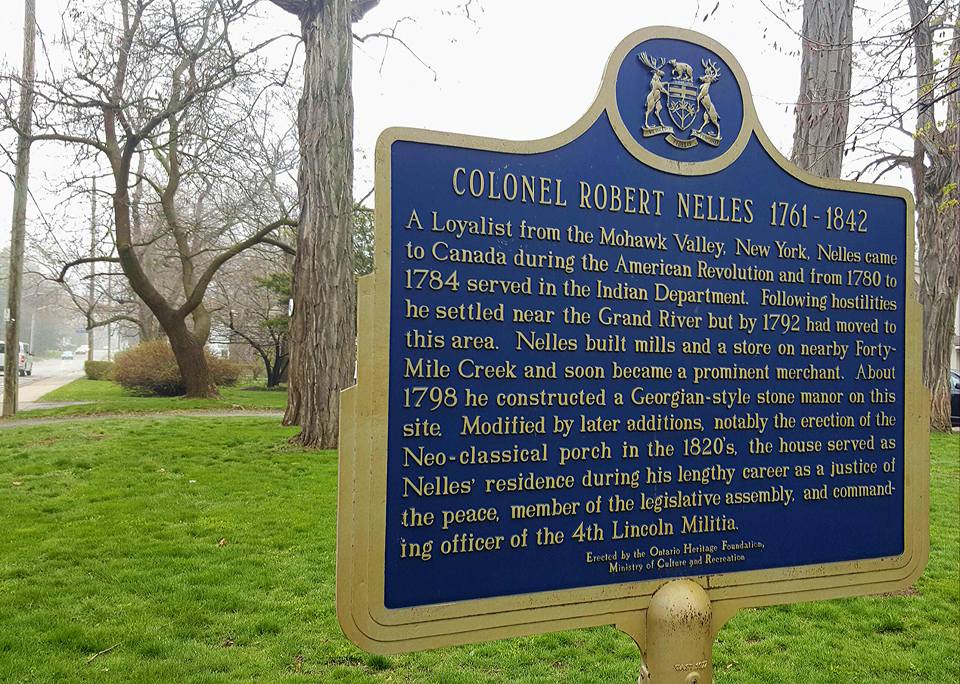 COLONEL ROBERT NELLES 1761-1842
A Loyalist from the Mohawk Valley, New York, Nelles came
to Canada during the American Revolution and from 1780 to
1784 served in the Indian Department. Following hostilities
he settled near the Grand River but by 1792 had moved to
this area. Nelles built mills and a store on nearby Forty-
Mile Creek and soon became a prominent merchant. About
1798 he constructed a Georgian-style stone manor on this
site. Modified by later additions, notably the erection of the
Neo-classical porch in the 1820's, the house served as
Nelles' residence during his lengthy career as a justice of
the peace, member of the legislative assembly, and command-
ing officer of the 4th Lincoln Militia.
Erected by the Ontario Heritage Foundation,
Ministry of Culture and Recreation